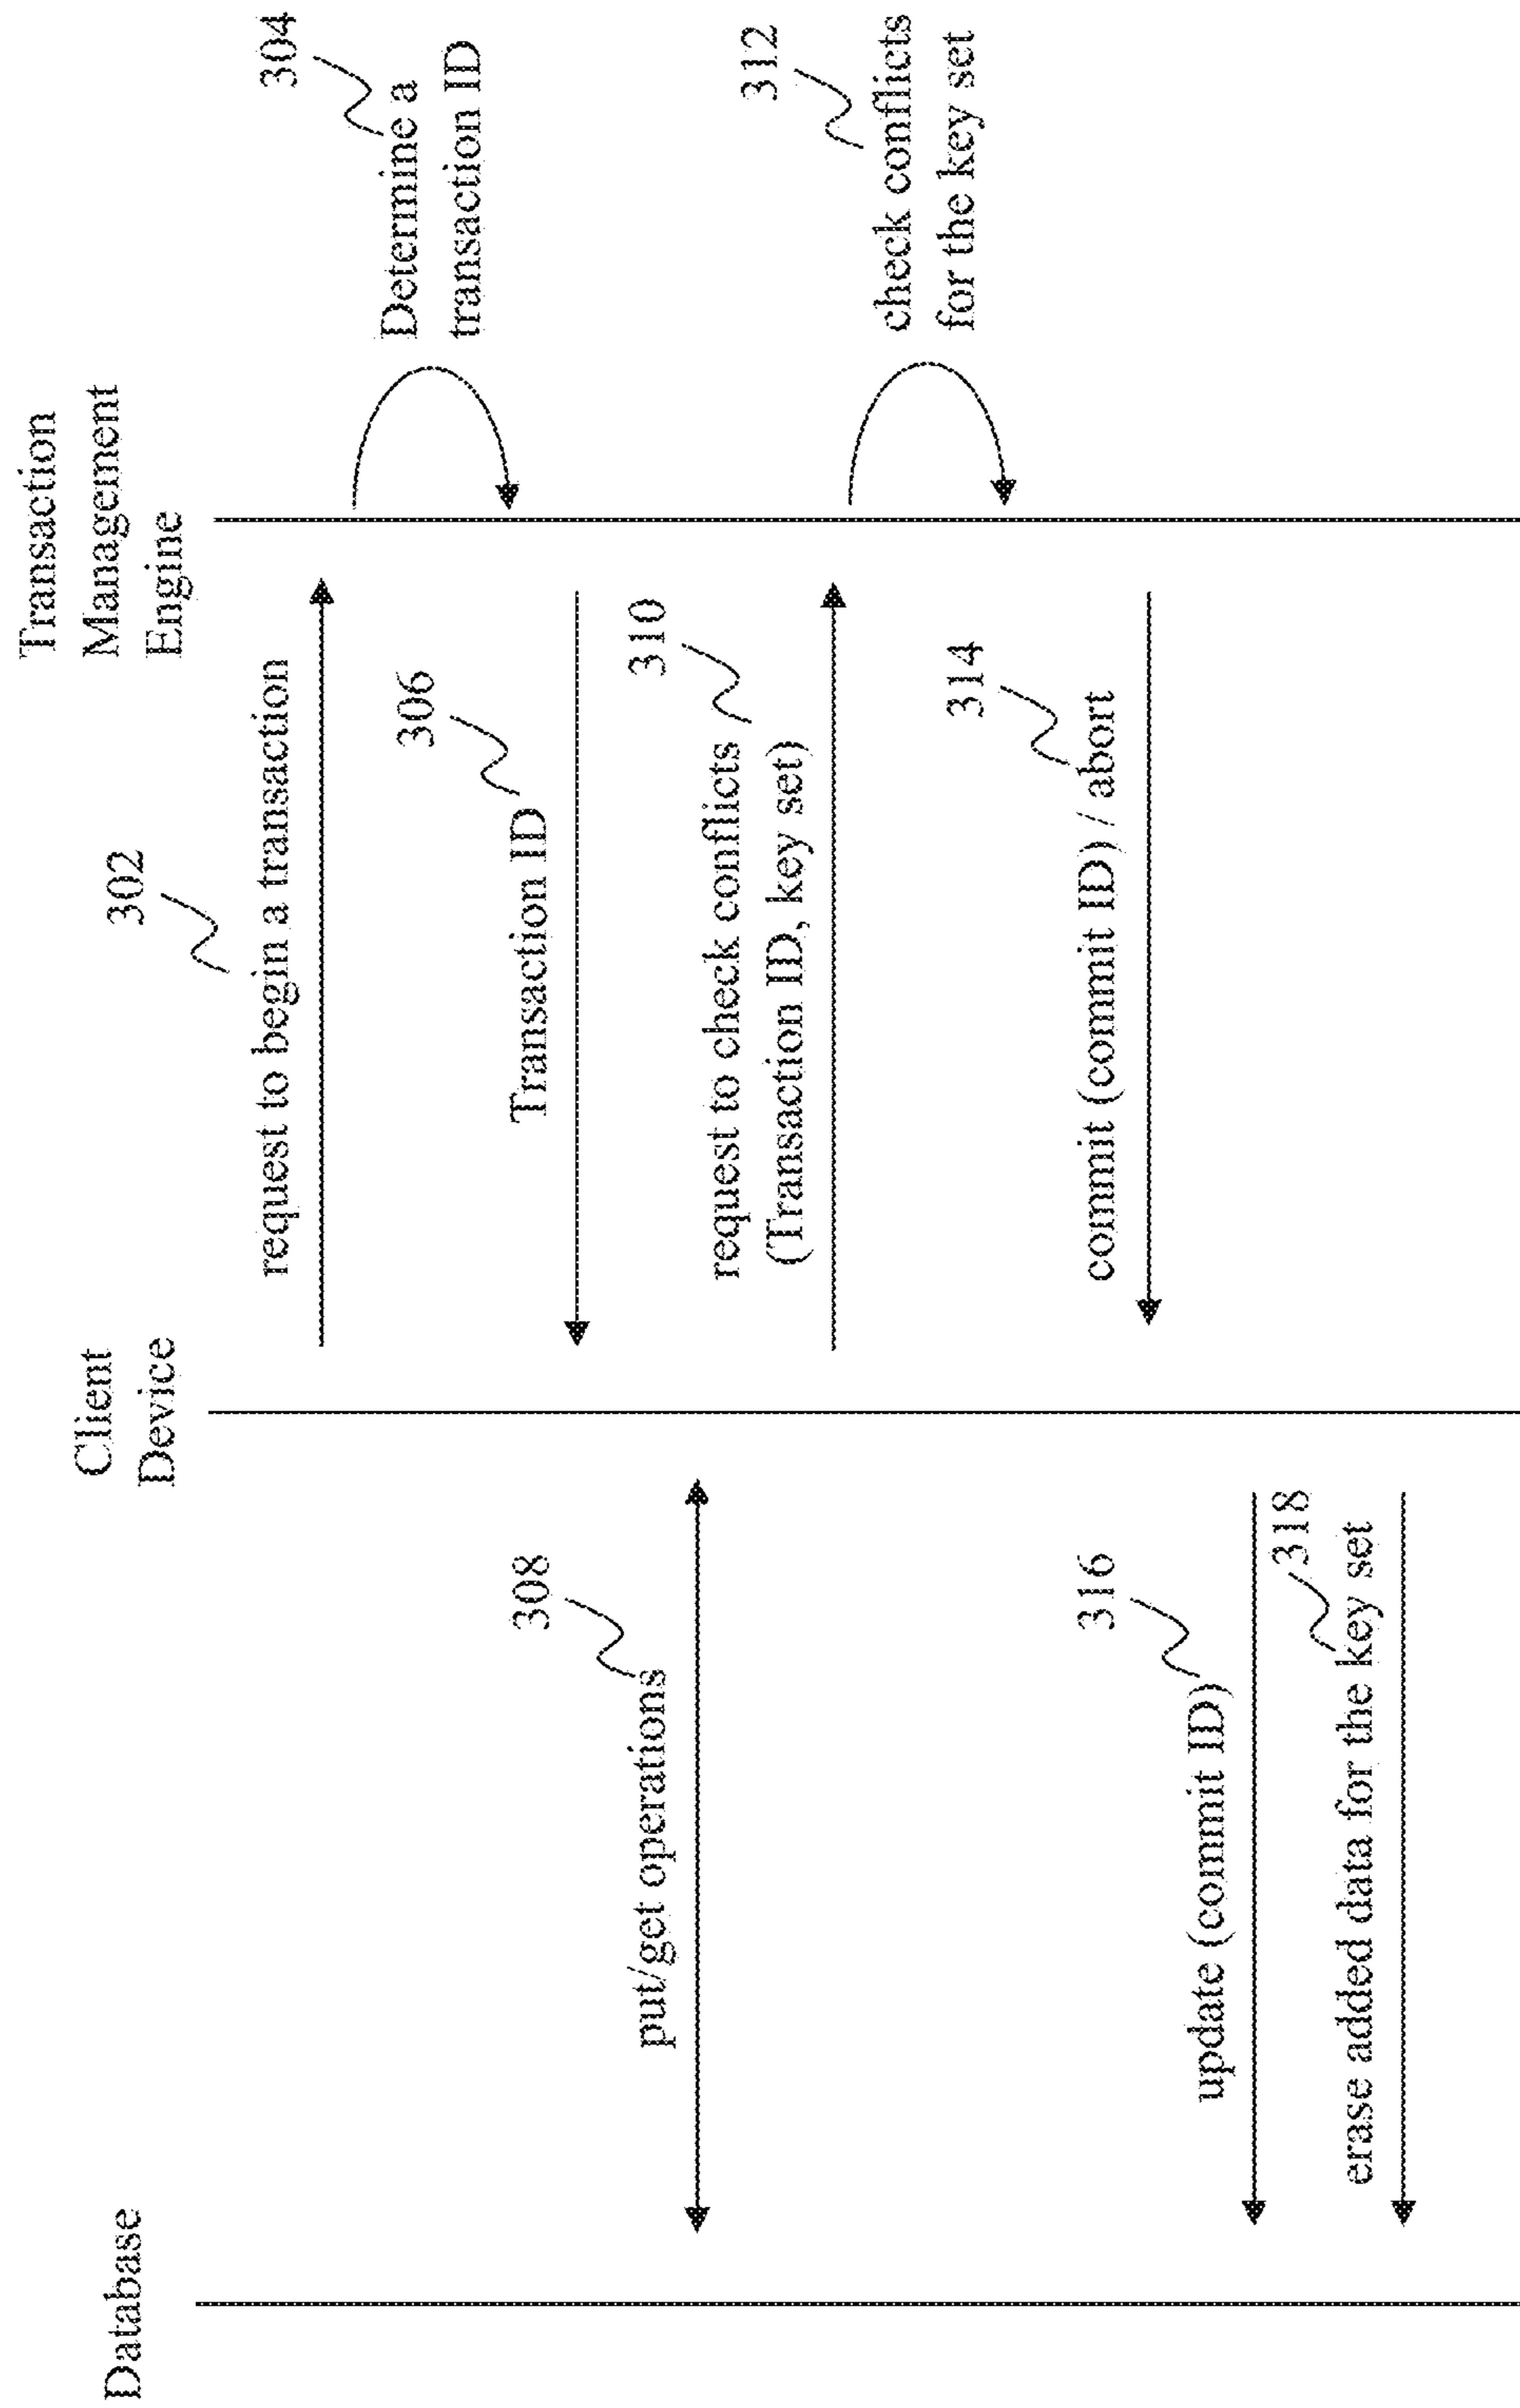 Database
Client
Device
Transaction
Management
Engine
302
request to begin a transaction
304
Determine a
transaction ID
306
Transaction ID
308
put/get operations
310
request to check conflicts
(Transaction ID, key set)
312
check conflicts
for the key set
314
commit (commit ID) / abort
316
update (commit ID)
318
erase added data for the key set